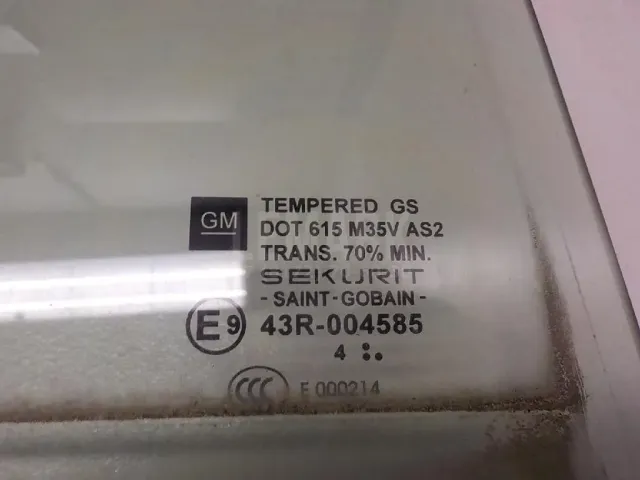 GM
TEMPERED GS
DOT 615 M35V AS2
TRANS. 70% MIN.
SEKURIT
- SAINT-GOBAIN -
E9 43R-004585
4
CCC E 000214